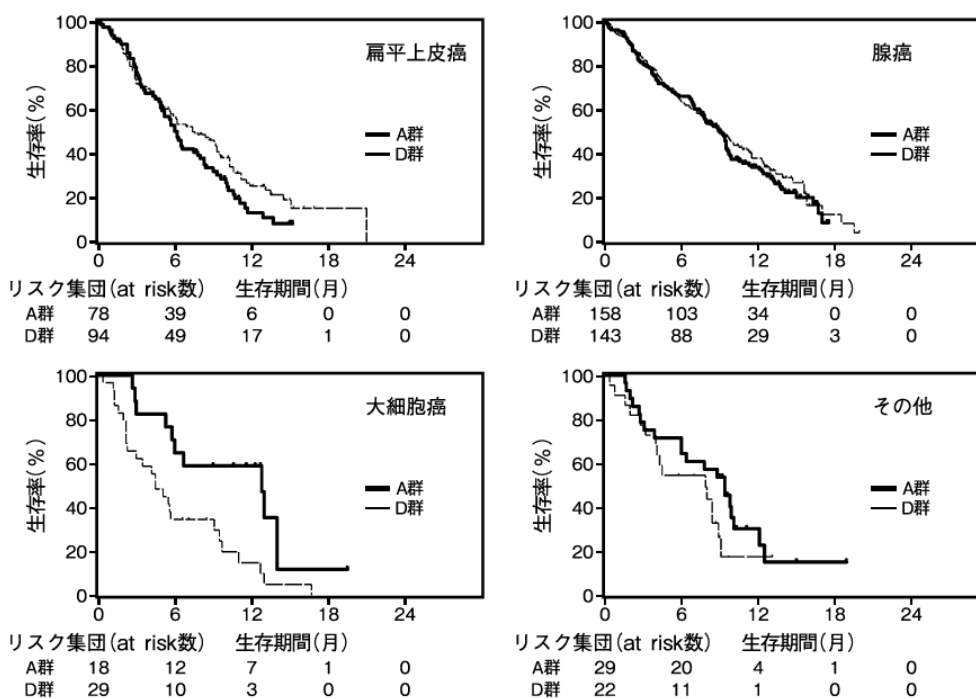 扁平上皮癌
生存率(%)
100
80
60
40
20
0
A群
D群
0 6 12 18 24
リスク集団(at risk数) 生存期間(月)
A群 78 39 6 0 0
D群 94 49 17 1 0
腺癌
生存率(%)
100
80
60
40
20
0
A群
D群
0 6 12 18 24
リスク集団(at risk数) 生存期間(月)
A群 158 103 34 0 0
D群 143 88 29 3 0
大細胞癌
生存率(%)
100
80
60
40
20
0
A群
D群
0 6 12 18 24
リスク集団(at risk数) 生存期間(月)
A群 18 12 7 1 0
D群 29 10 3 0 0
その他
生存率(%)
100
80
60
40
20
0
A群
D群
0 6 12 18 24
リスク集団(at risk数) 生存期間(月)
A群 29 20 4 1 0
D群 22 11 1 0 0